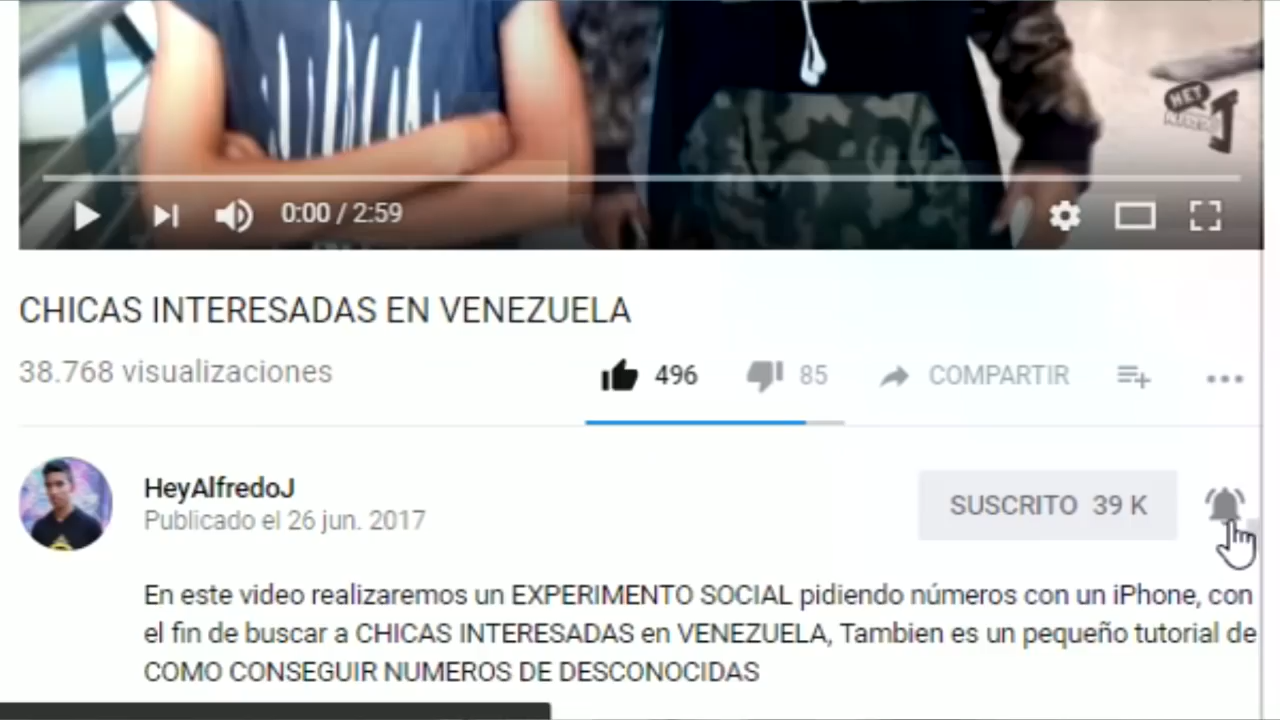 HEY
ALFREDO J
0:00 / 2:59
CHICAS INTERESADAS EN VENEZUELA
38.768 visualizaciones
496
85
COMPARTIR
HeyAlfredoJ
Publicado el 26 jun. 2017
SUSCRITO 39 K
En este video realizaremos un EXPERIMENTO SOCIAL pidiendo números con un iPhone, con
el fin de buscar a CHICAS INTERESADAS en VENEZUELA, Tambien es un pequeño tutorial de
COMO CONSEGUIR NUMEROS DE DESCONOCIDAS